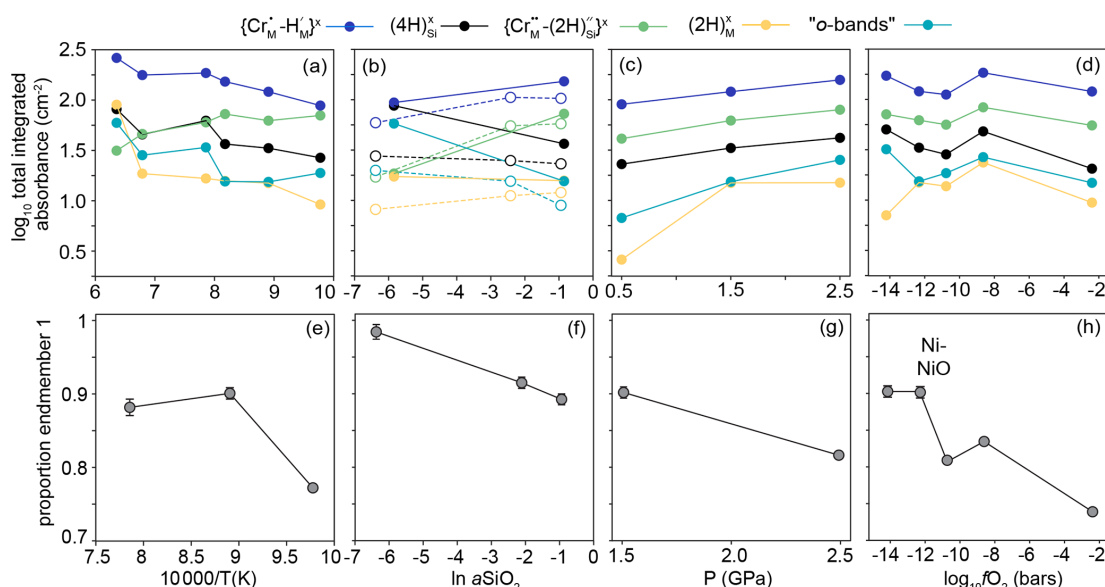 {Cr˙M-H′M}ˣ (4H)ˣSi {Cr¨M-(2H)″Si}ˣ (2H)ˣM "o-bands"
log10 total integrated
absorbance (cm-2)
2.5
2.0
1.5
1.0
0.5
(a) (b) (c) (d)
6 7 8 9 10
-7 -6 -5 -4 -3 -2 -1 0
0.5 1.5 2.5
-14 -12 -10 -8 -6 -4 -2
proportion endmember 1
1
0.9
0.8
0.7
(e) (f) (g) (h)
Ni-
NiO
7.5 8 8.5 9 9.5 10
-7 -6 -5 -4 -3 -2 -1 0
1.5 2.0 2.5
-14 -12 -10 -8 -6 -4 -2
10000/T(K) ln aSiO2 P (GPa) log10fO2 (bars)